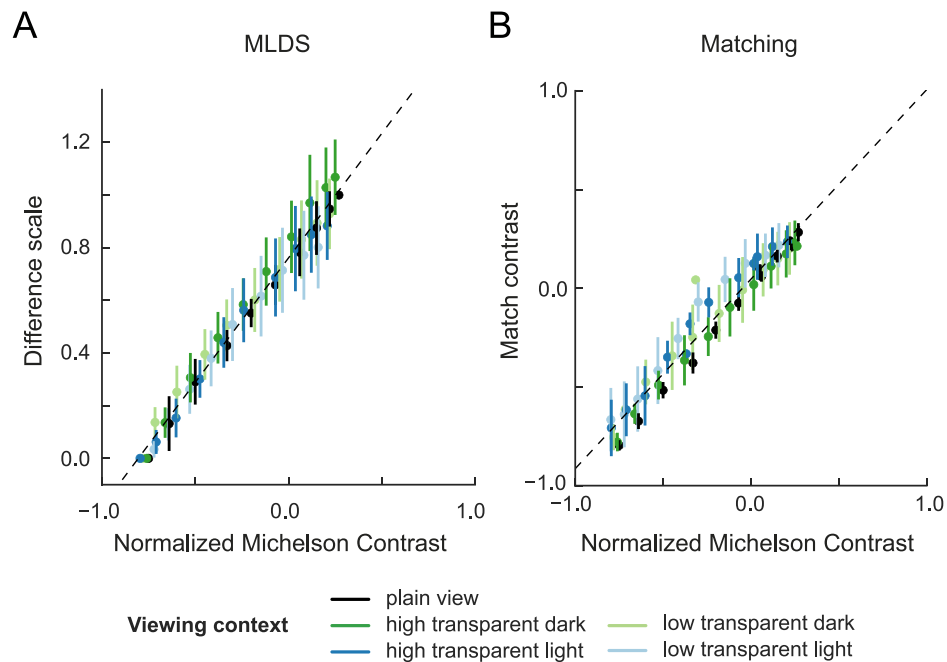 A
MLDS
Difference scale
1.2
0.8
0.4
0.0
−1.0
0.0
1.0
Normalized Michelson Contrast
B
Matching
Match contrast
1.0
0.0
−1.0
−1.0
0.0
1.0
Normalized Michelson Contrast
Viewing context
plain view
high transparent dark
low transparent dark
high transparent light
low transparent light